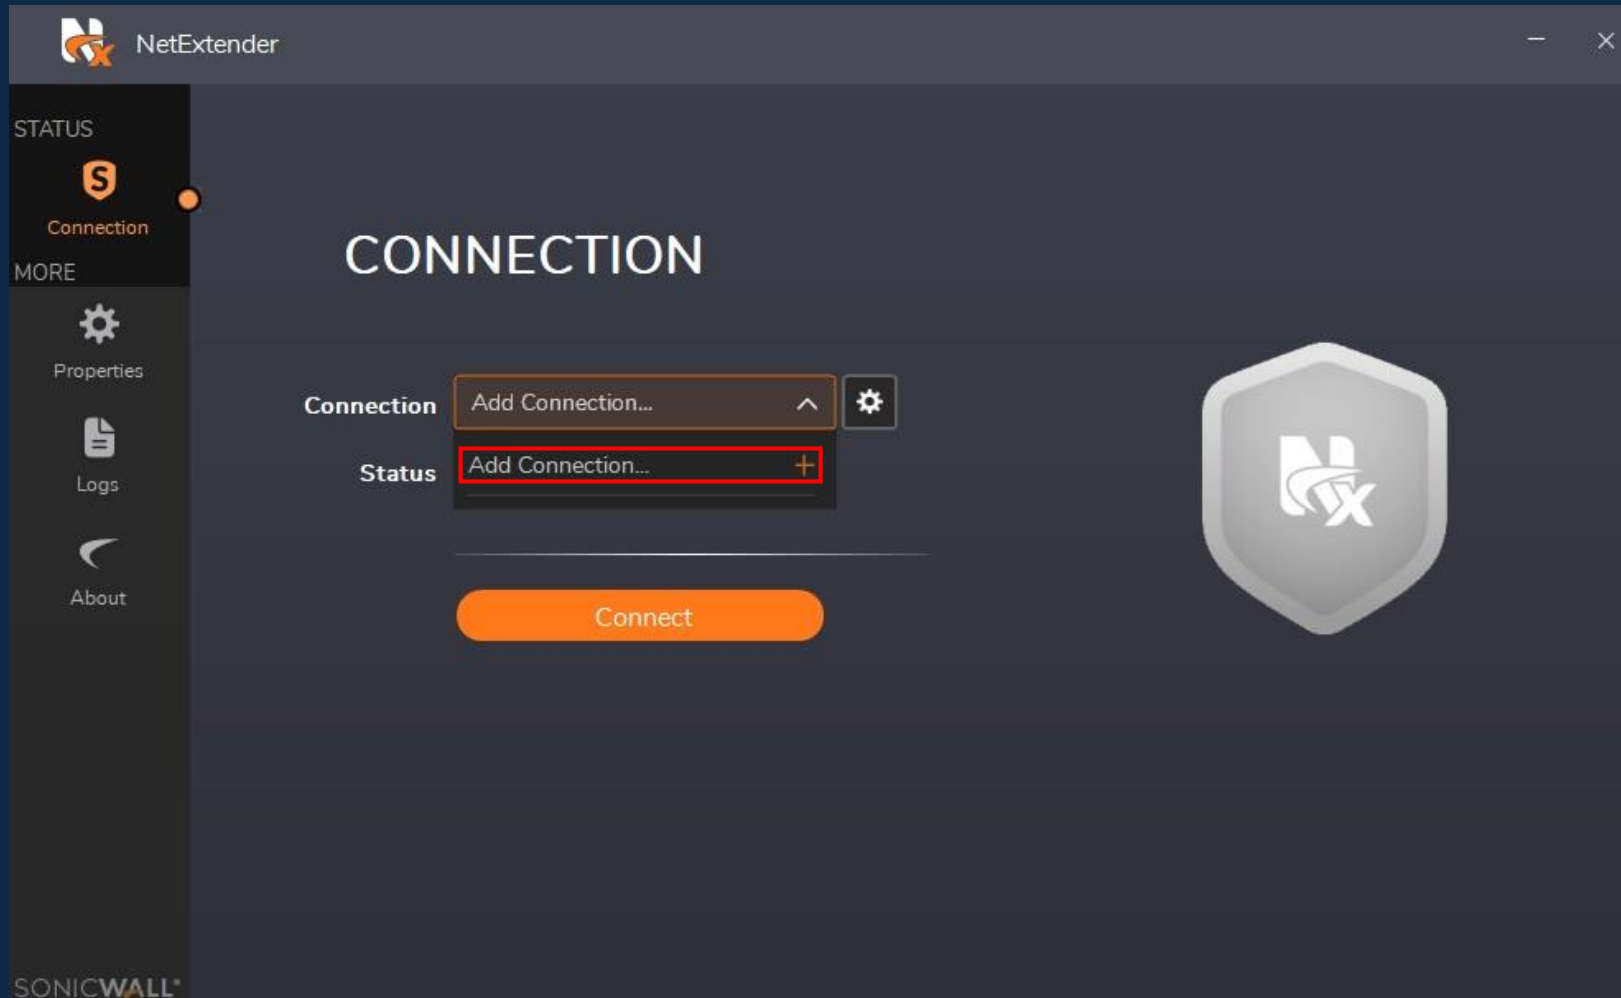 NetExtender
STATUS
Connection
MORE
Properties
Logs
About
CONNECTION
Connection Add Connection...
Status Add Connection...
Connect
SONICWALL